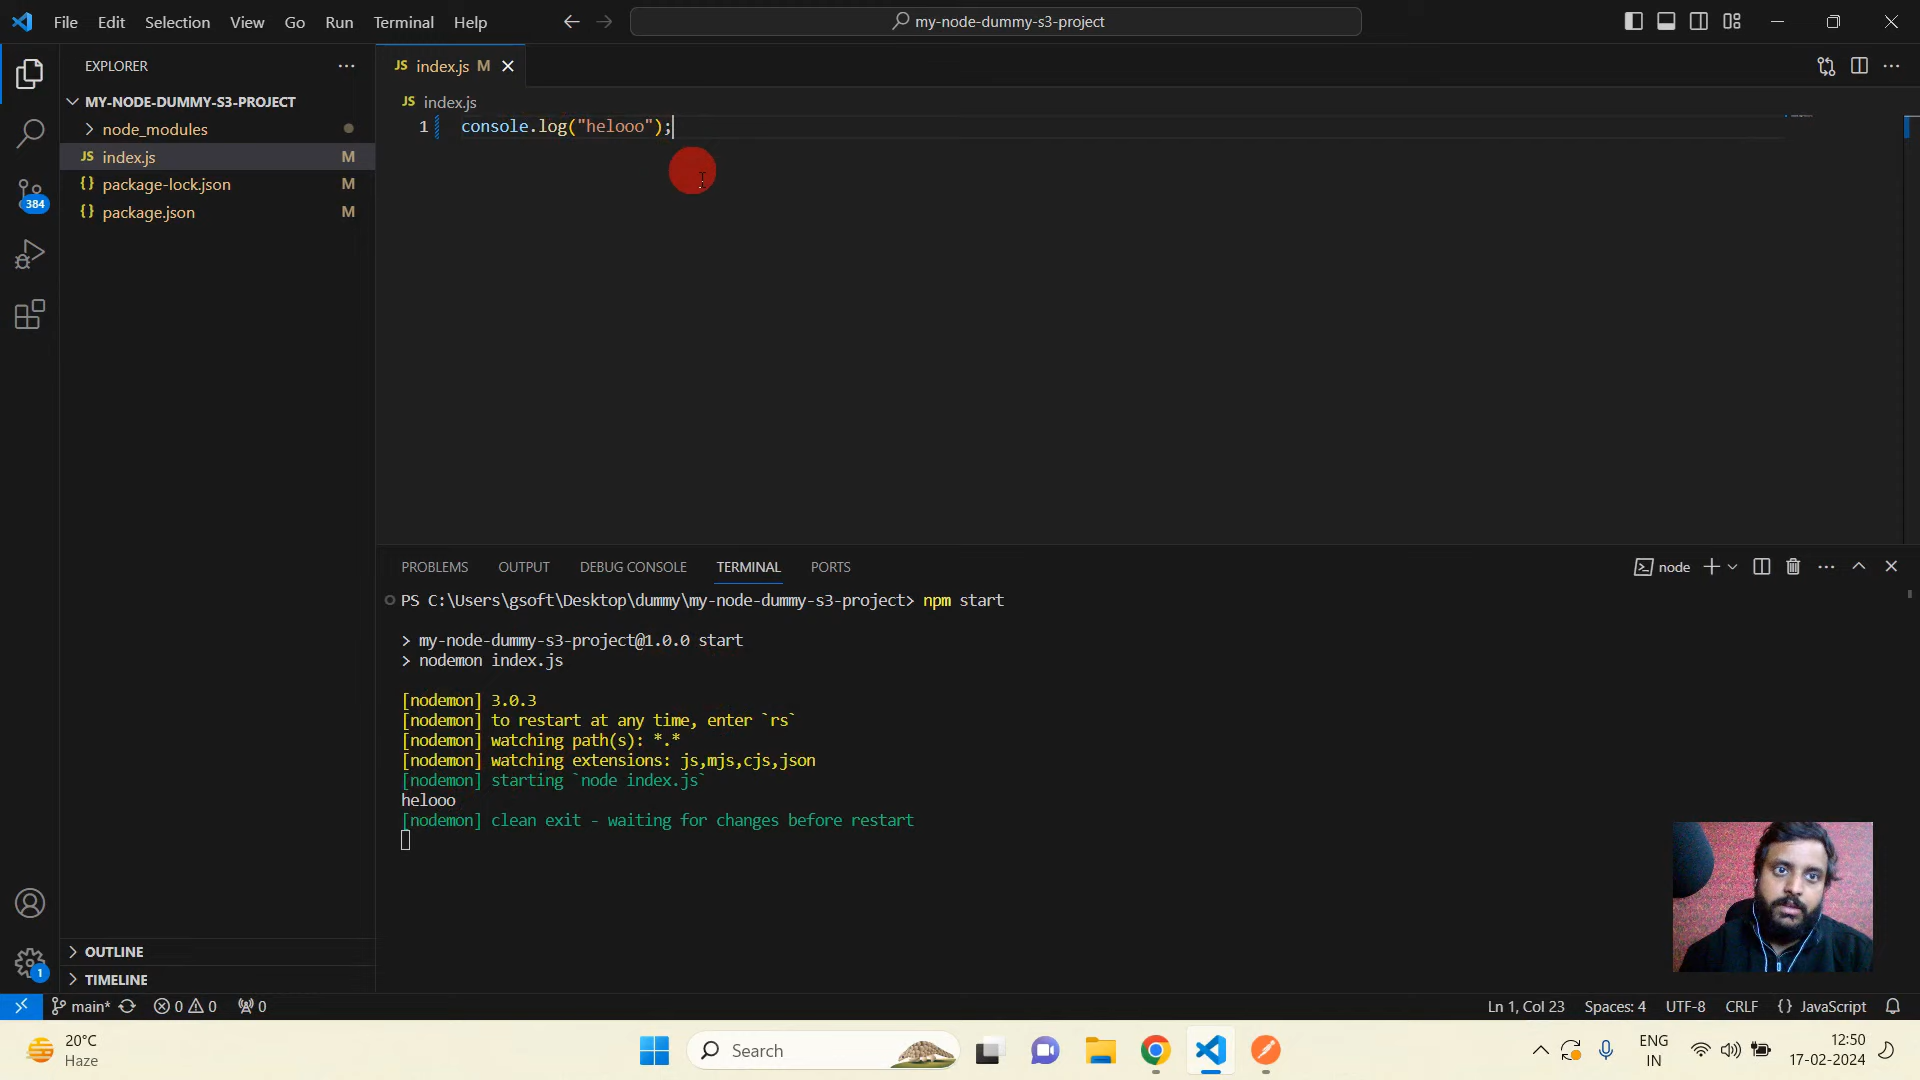 File Edit Selection View Go Run Terminal Help
my-node-dummy-s3-project
EXPLORER
MY-NODE-DUMMY-S3-PROJECT
node_modules
JS index.js M
{} package-lock.json M
{} package.json M
384
JS index.js M
JS index.js
1 console.log("helooo");
PROBLEMS OUTPUT DEBUG CONSOLE TERMINAL PORTS
node
PS C:\Users\gsoft\Desktop\dummy\my-node-dummy-s3-project> npm start
> my-node-dummy-s3-project@1.0.0 start
> nodemon index.js
[nodemon] 3.0.3
[nodemon] to restart at any time, enter `rs`
[nodemon] watching path(s): *.*
[nodemon] watching extensions: js,mjs,cjs,json
[nodemon] starting `node index.js`
helooo
[nodemon] clean exit - waiting for changes before restart
OUTLINE
TIMELINE
1
main* 0 0 0
Ln 1, Col 23 Spaces: 4 UTF-8 CRLF {} JavaScript
20°C
Haze
Search
ENG
IN
12:50
17-02-2024